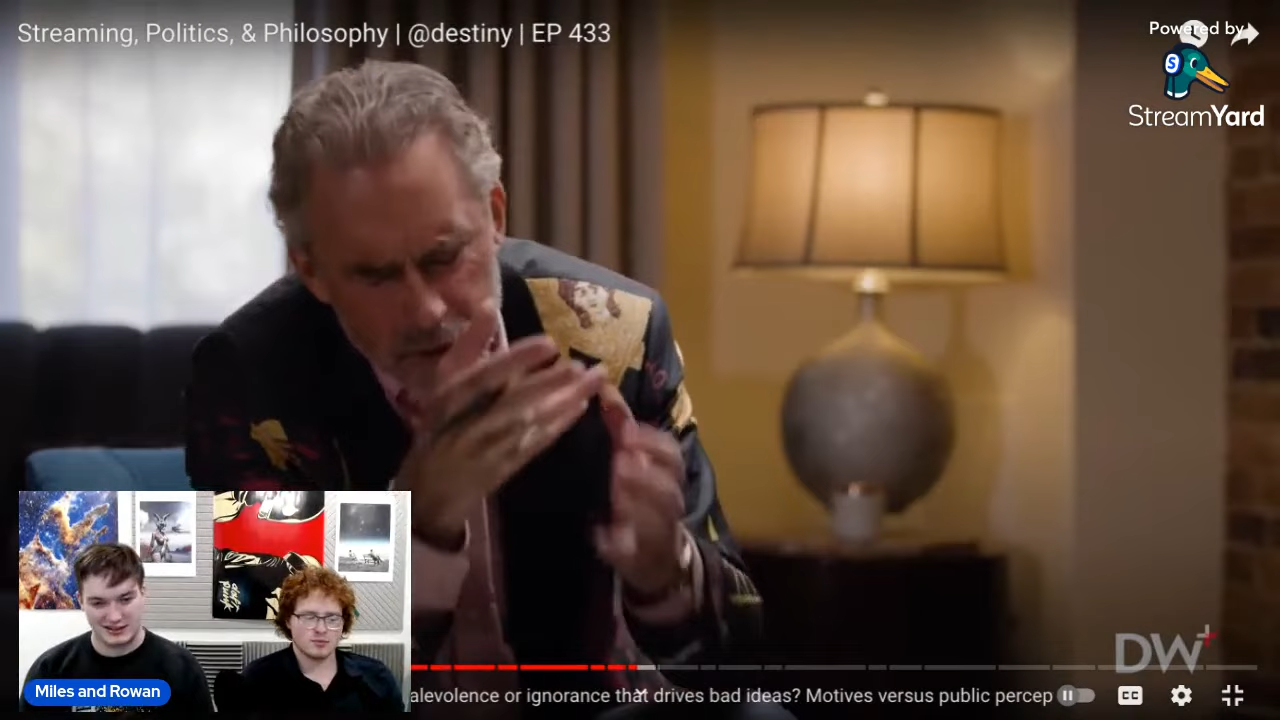 Streaming, Politics, & Philosophy | @destiny | EP 433
Powered by
StreamYard
S
DW+
Miles and Rowan
alevolence or ignorance that drives bad ideas? Motives versus public percep
CC